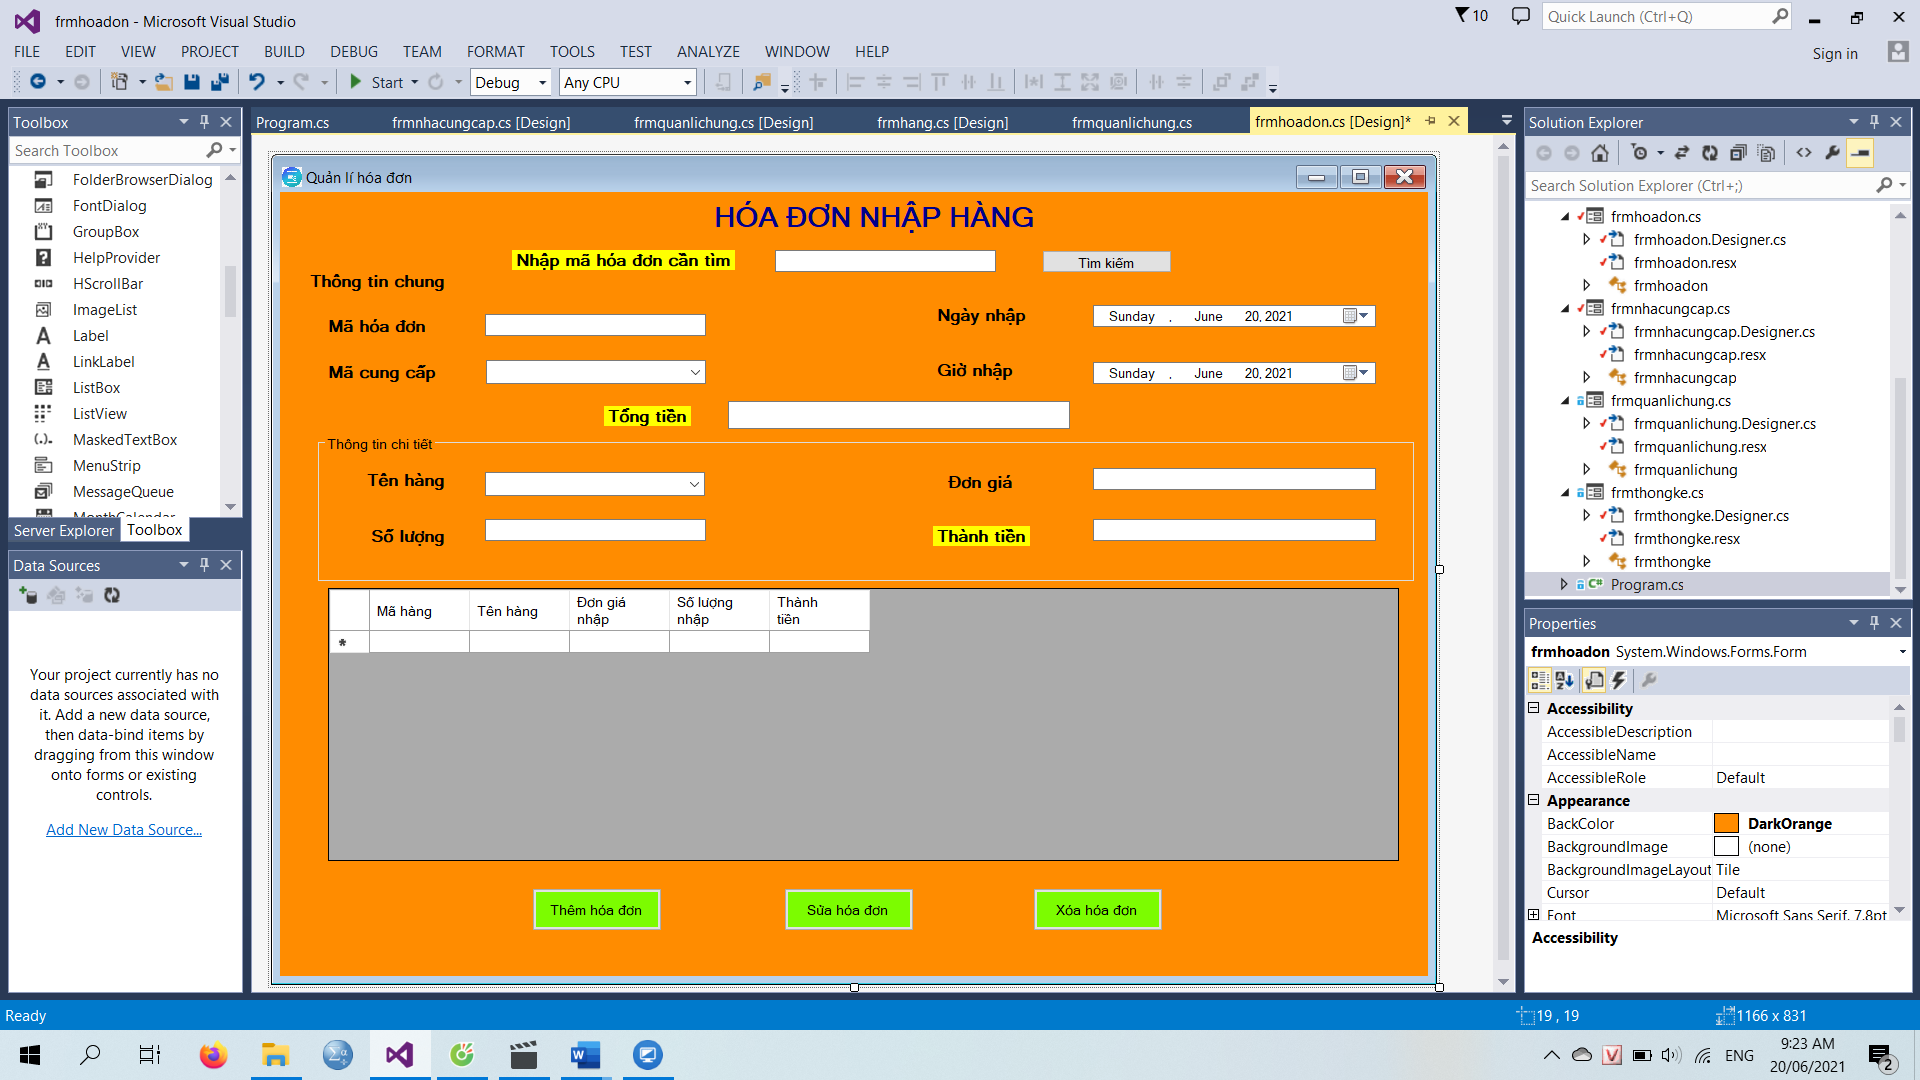 frmhoadon - Microsoft Visual Studio
10
Quick Launch (Ctrl+Q)
FILE EDIT VIEW PROJECT BUILD DEBUG TEAM FORMAT TOOLS TEST ANALYZE WINDOW HELP
Sign in
Start Debug Any CPU
Toolbox
Search Toolbox
FolderBrowserDialog
FontDialog
GroupBox
HelpProvider
HScrollBar
ImageList
Label
LinkLabel
ListBox
ListView
MaskedTextBox
MenuStrip
MessageQueue
MonthCalendar
Server Explorer Toolbox
Data Sources
Your project currently has no
data sources associated with
it. Add a new data source,
then data-bind items by
dragging from this window
onto forms or existing
controls.
Add New Data Source...
Program.cs frmnhacungcap.cs [Design] frmquanlichung.cs [Design] frmhang.cs [Design] frmquanlichung.cs frmhoadon.cs [Design]*
Quản lí hóa đơn
HÓA ĐƠN NHẬP HÀNG
Nhập mã hóa đơn cần tìm
Tìm kiếm
Thông tin chung
Mã hóa đơn
Ngày nhập
Sunday , June 20, 2021
Mã cung cấp
Giờ nhập
Sunday , June 20, 2021
Tổng tiền
Thông tin chi tiết
Tên hàng
Đơn giá
Số lượng
Thành tiền
Mã hàng Tên hàng Đơn giá nhập Số lượng nhập Thành tiền
*
Thêm hóa đơn Sửa hóa đơn Xóa hóa đơn
Solution Explorer
Search Solution Explorer (Ctrl+;)
frmhoadon.cs
frmhoadon.Designer.cs
frmhoadon.resx
frmhoadon
frmnhacungcap.cs
frmnhacungcap.Designer.cs
frmnhacungcap.resx
frmnhacungcap
frmquanlichung.cs
frmquanlichung.Designer.cs
frmquanlichung.resx
frmquanlichung
frmthongke.cs
frmthongke.Designer.cs
frmthongke.resx
frmthongke
C# Program.cs
Properties
frmhoadon System.Windows.Forms.Form
Accessibility
AccessibleDescription
AccessibleName
AccessibleRole Default
Appearance
BackColor DarkOrange
BackgroundImage (none)
BackgroundImageLayout Tile
Cursor Default
Font Microsoft Sans Serif, 7.8pt
Accessibility
Ready
19 , 19
1166 x 831
ENG
9:23 AM
20/06/2021
2